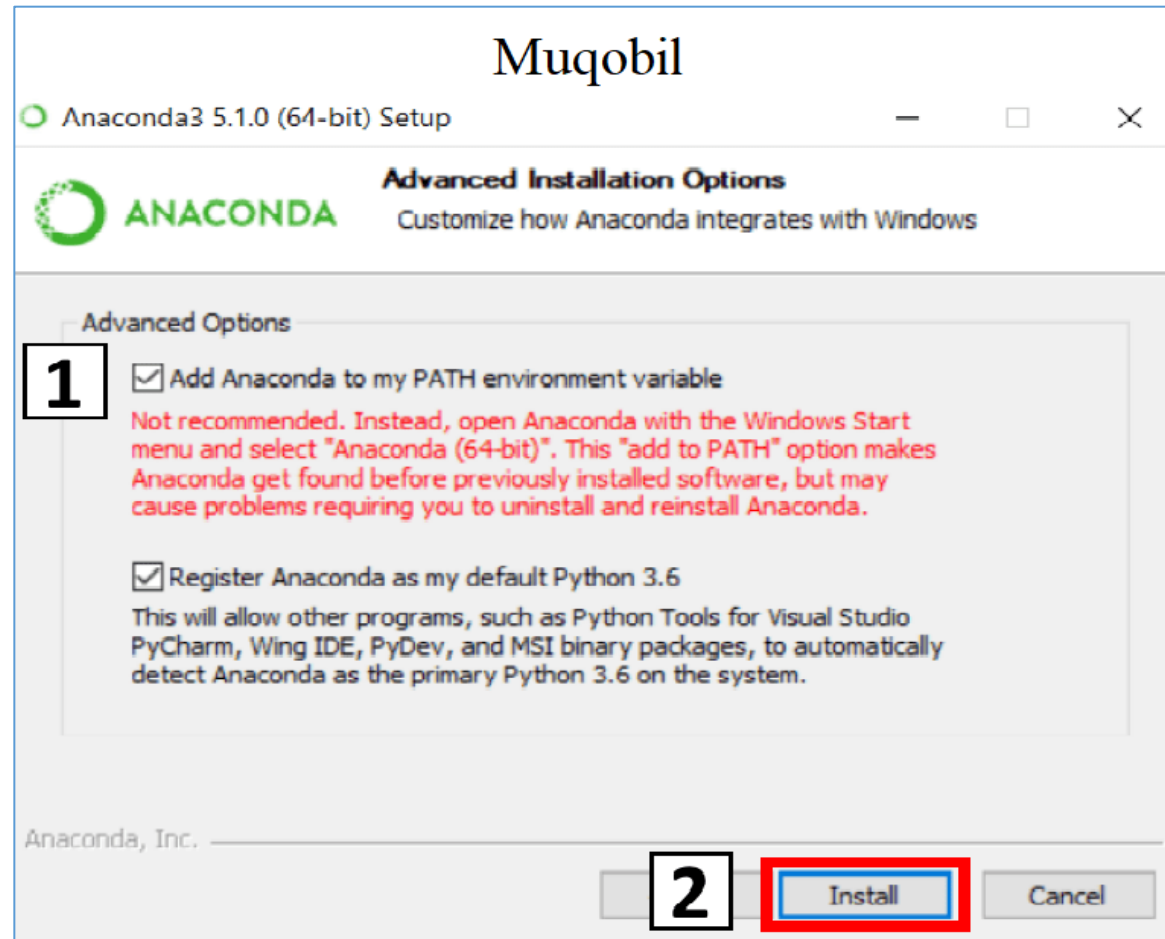 Muqobil
Anaconda3 5.1.0 (64-bit) Setup
ANACONDA
Advanced Installation Options
Customize how Anaconda integrates with Windows
Advanced Options
1
Add Anaconda to my PATH environment variable
Not recommended. Instead, open Anaconda with the Windows Start
menu and select "Anaconda (64-bit)". This "add to PATH" option makes
Anaconda get found before previously installed software, but may
cause problems requiring you to uninstall and reinstall Anaconda.
Register Anaconda as my default Python 3.6
This will allow other programs, such as Python Tools for Visual Studio
PyCharm, Wing IDE, PyDev, and MSI binary packages, to automatically
detect Anaconda as the primary Python 3.6 on the system.
Anaconda, Inc.
2
Install
Cancel